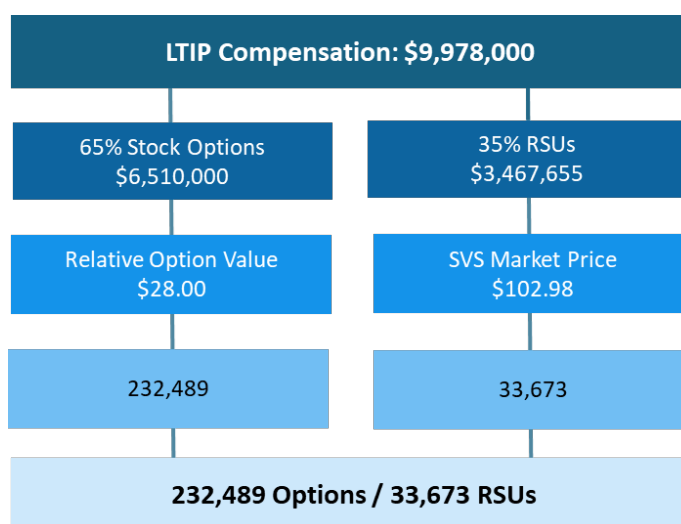 LTIP Compensation: $9,978,000
65% Stock Options
$6,510,000
35% RSUs
$3,467,655
Relative Option Value
$28.00
SVS Market Price
$102.98
232,489
33,673
232,489 Options / 33,673 RSUs